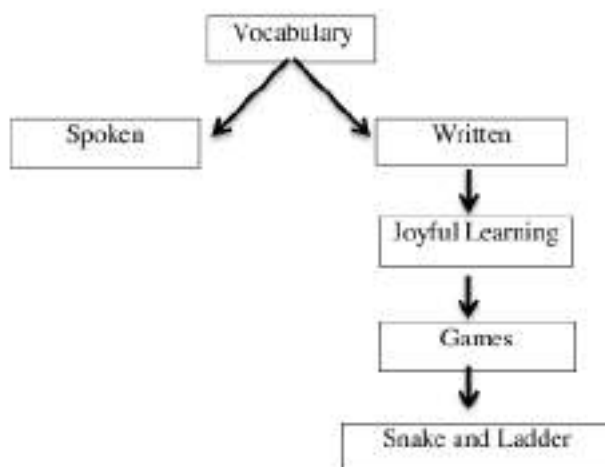 Vocabulary
Spoken
Written
Joyful Learning
Games
Snake and Ladder